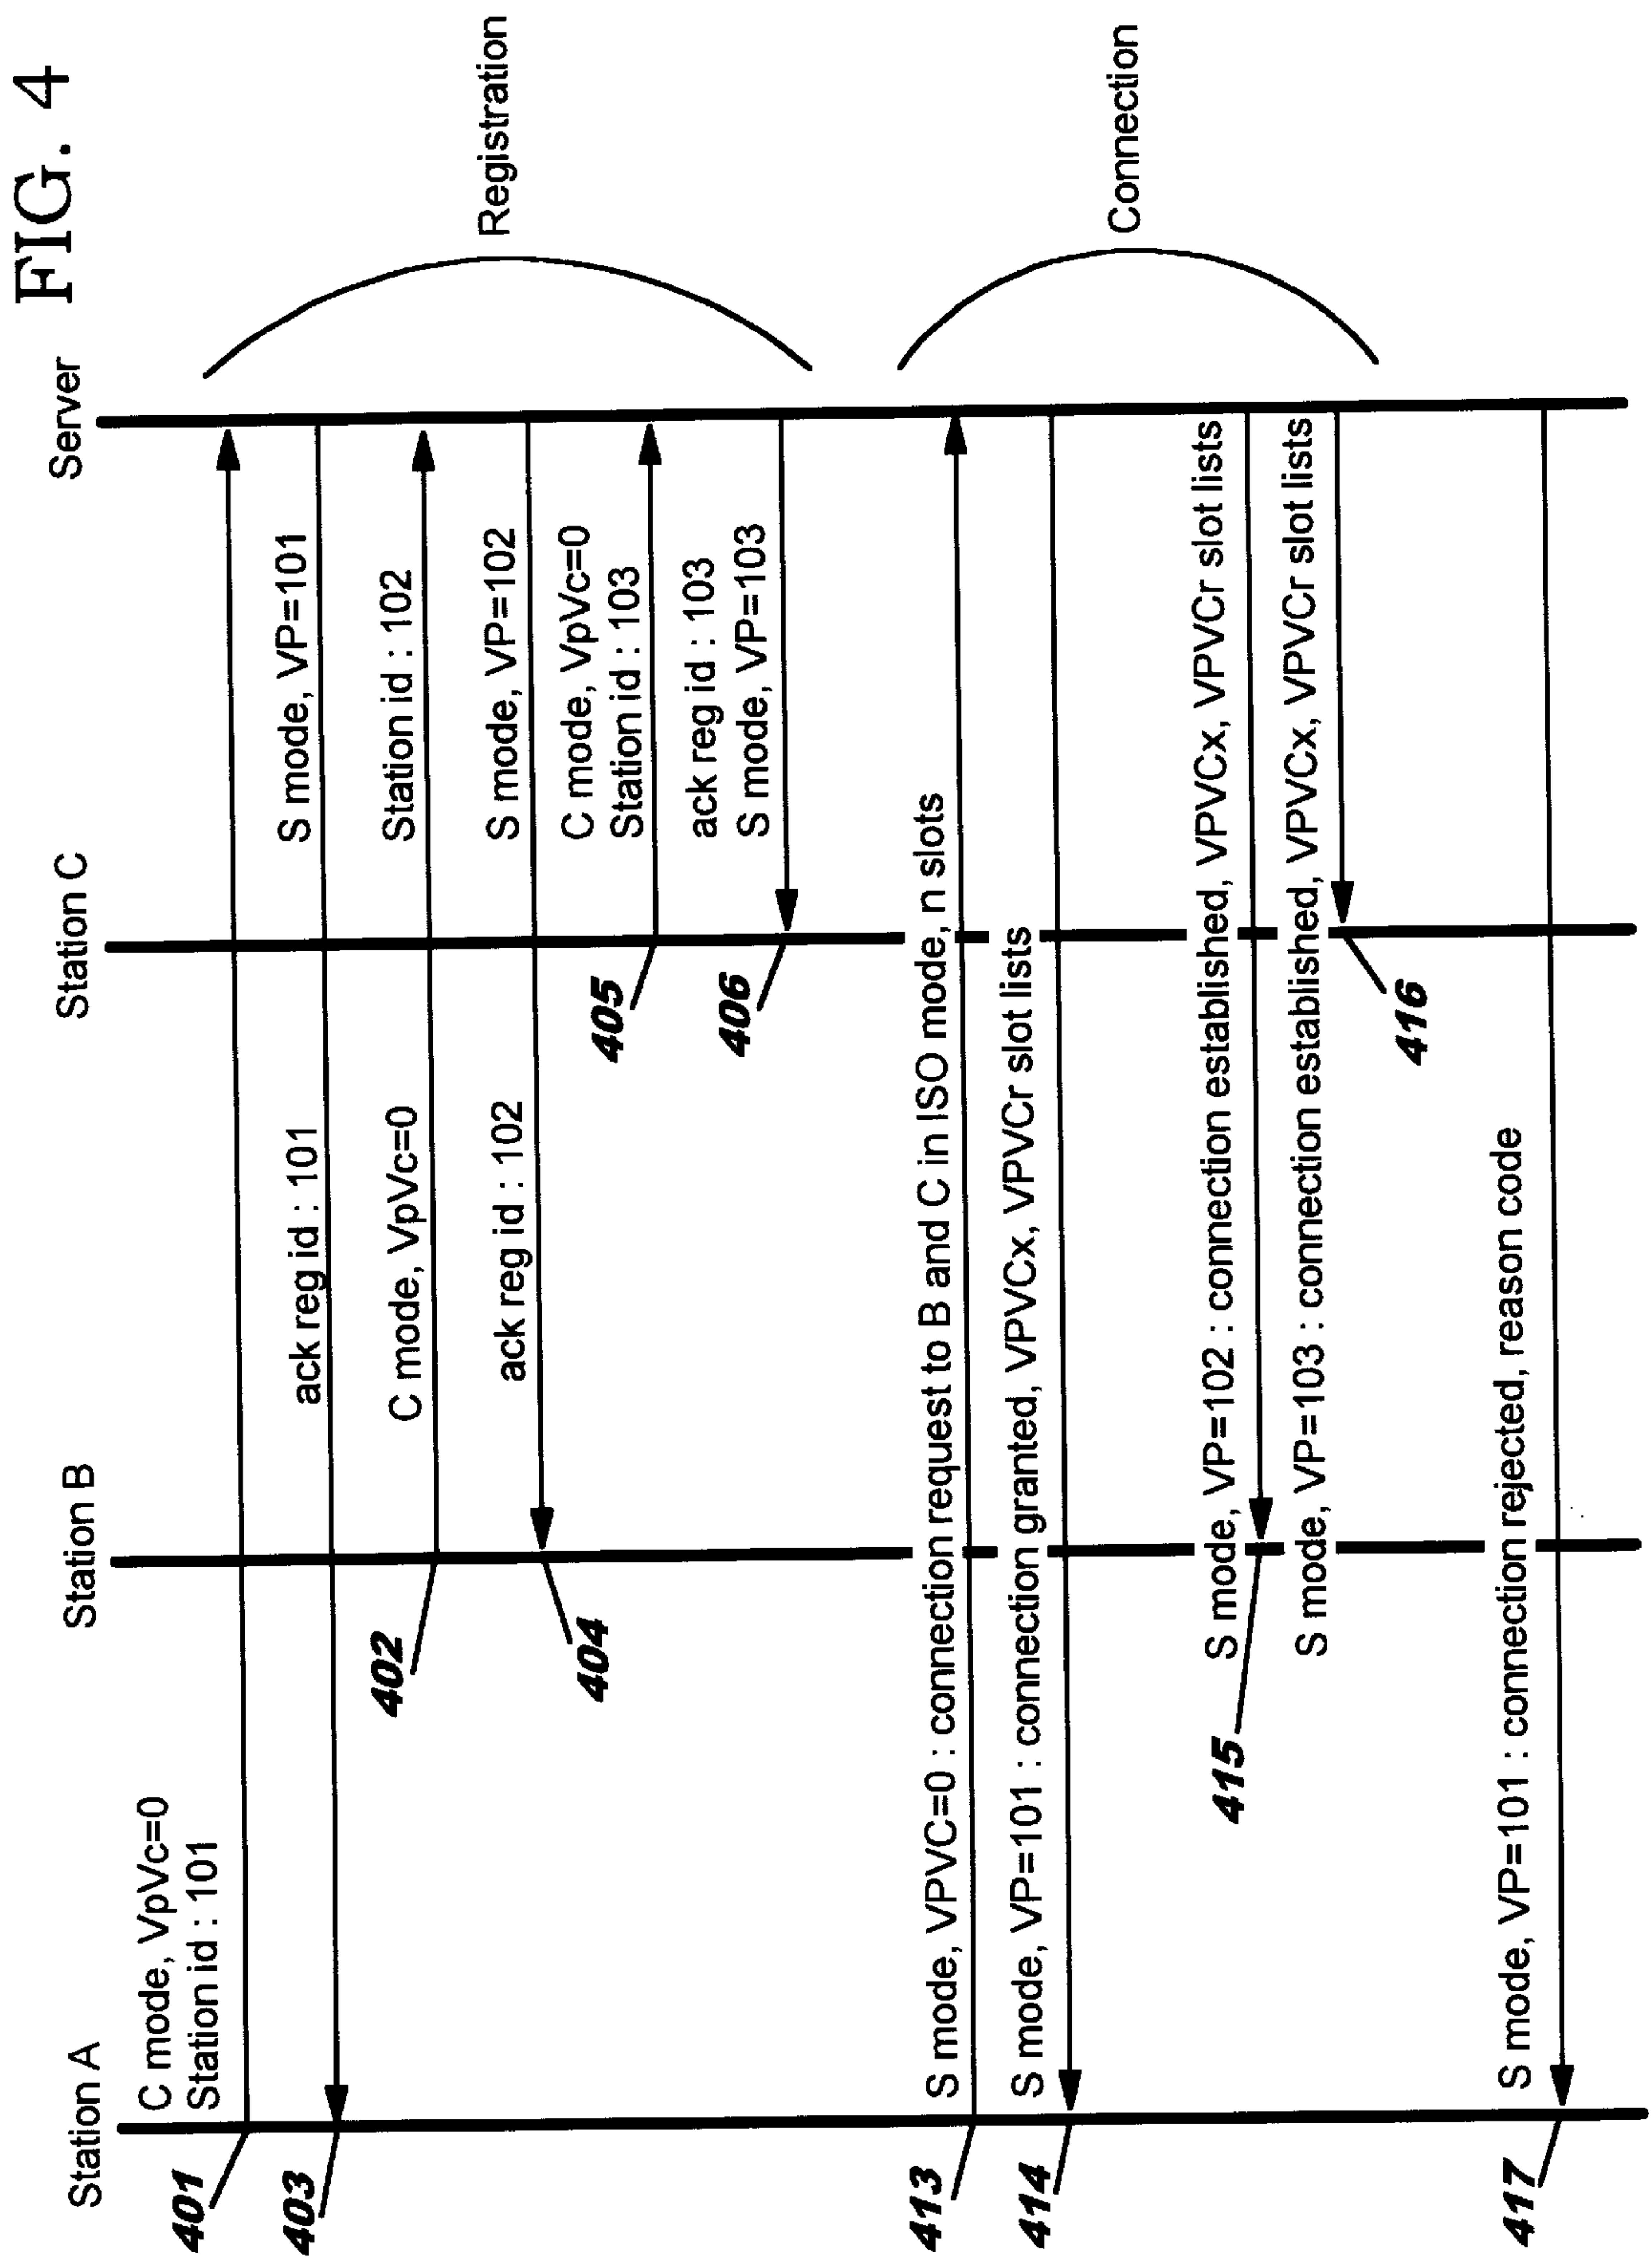 FIG. 4
Station A
Station B
Station C
Server
C mode, VpVc=0
Station id : 101
401
ack reg id : 101
S mode, VP=101
403
C mode, VpVc=0
Station id : 102
402
ack reg id : 102
S mode, VP=102
404
C mode, VpVc=0
Station id : 103
405
ack reg id : 103
S mode, VP=103
406
Registration
S mode, VPVC=0 : connection request to B and C in ISO mode, n slots
413
S mode, VP=101 : connection granted, VPVCx, VPVCr slot lists
414
S mode, VP=102 : connection established, VPVCx, VPVCr slot lists
415
S mode, VP=103 : connection established, VPVCx, VPVCr slot lists
416
Connection
S mode, VP=101 : connection rejected, reason code
417